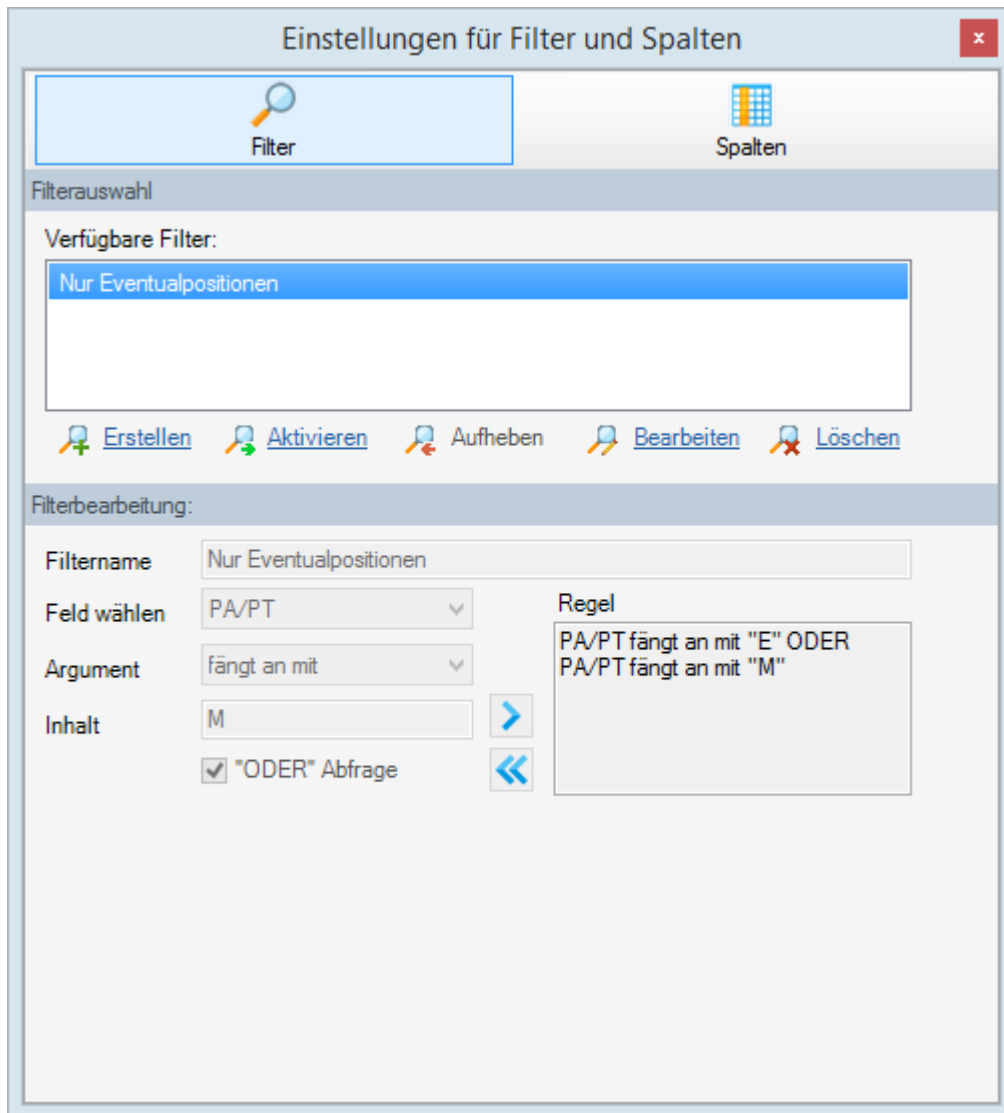 Einstellungen für Filter und Spalten
x
Filter
Spalten
Filterauswahl
Verfügbare Filter:
Nur Eventualpositionen
Erstellen Aktivieren Aufheben Bearbeiten Löschen
Filterbearbeitung:
Filtername Nur Eventualpositionen
Feld wählen PA/PT
Argument fängt an mit
Inhalt M
"ODER" Abfrage
Regel
PA/PT fängt an mit "E" ODER
PA/PT fängt an mit "M"